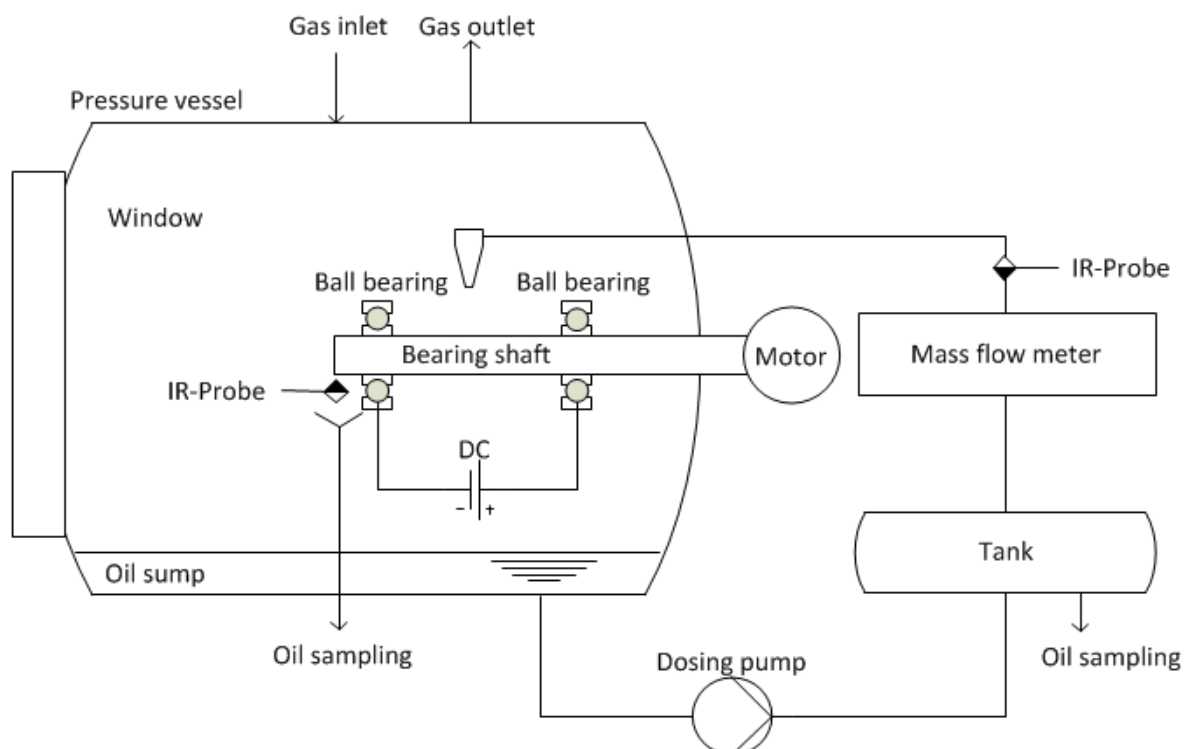 Gas inlet
Gas outlet
Pressure vessel
Window
Ball bearing
Ball bearing
IR-Probe
Bearing shaft
Motor
Mass flow meter
IR-Probe
DC
- +
Tank
Oil sump
Oil sampling
Dosing pump
Oil sampling